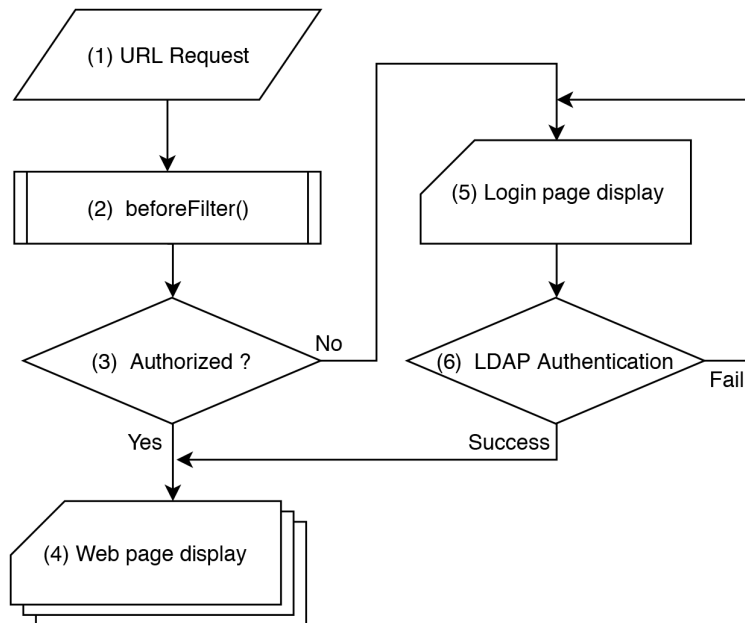 (1) URL Request
(2) beforeFilter()
(3) Authorized ?
No
Yes
(4) Web page display
(5) Login page display
(6) LDAP Authentication
Fail
Success